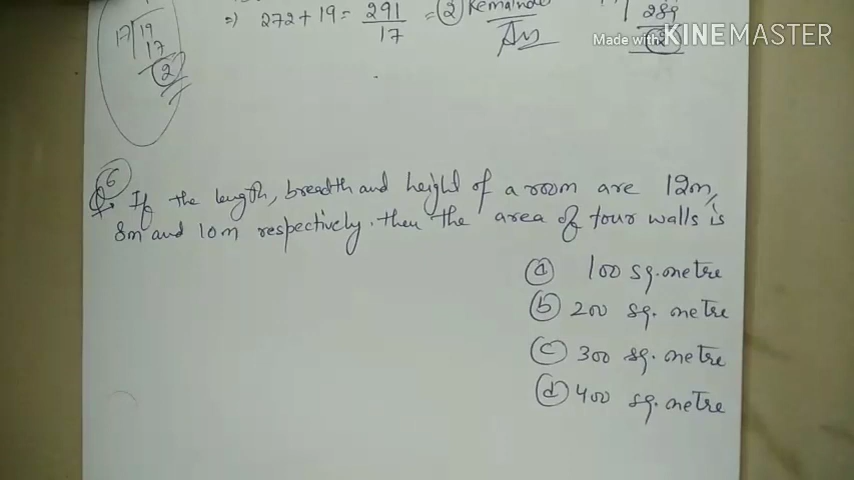 =) 272 + 19 = 291/17 = 2 Remainder
Ans
289
2
17 19
17
2
Made with KINEMASTER
Q6 If the length, breadth and height of a room are 12m,
8m and 10m respectively. then the area of four walls is
(a) 100 sq.metre
(b) 200 sq. metre
(c) 300 sq. metre
(d) 400 sq. metre